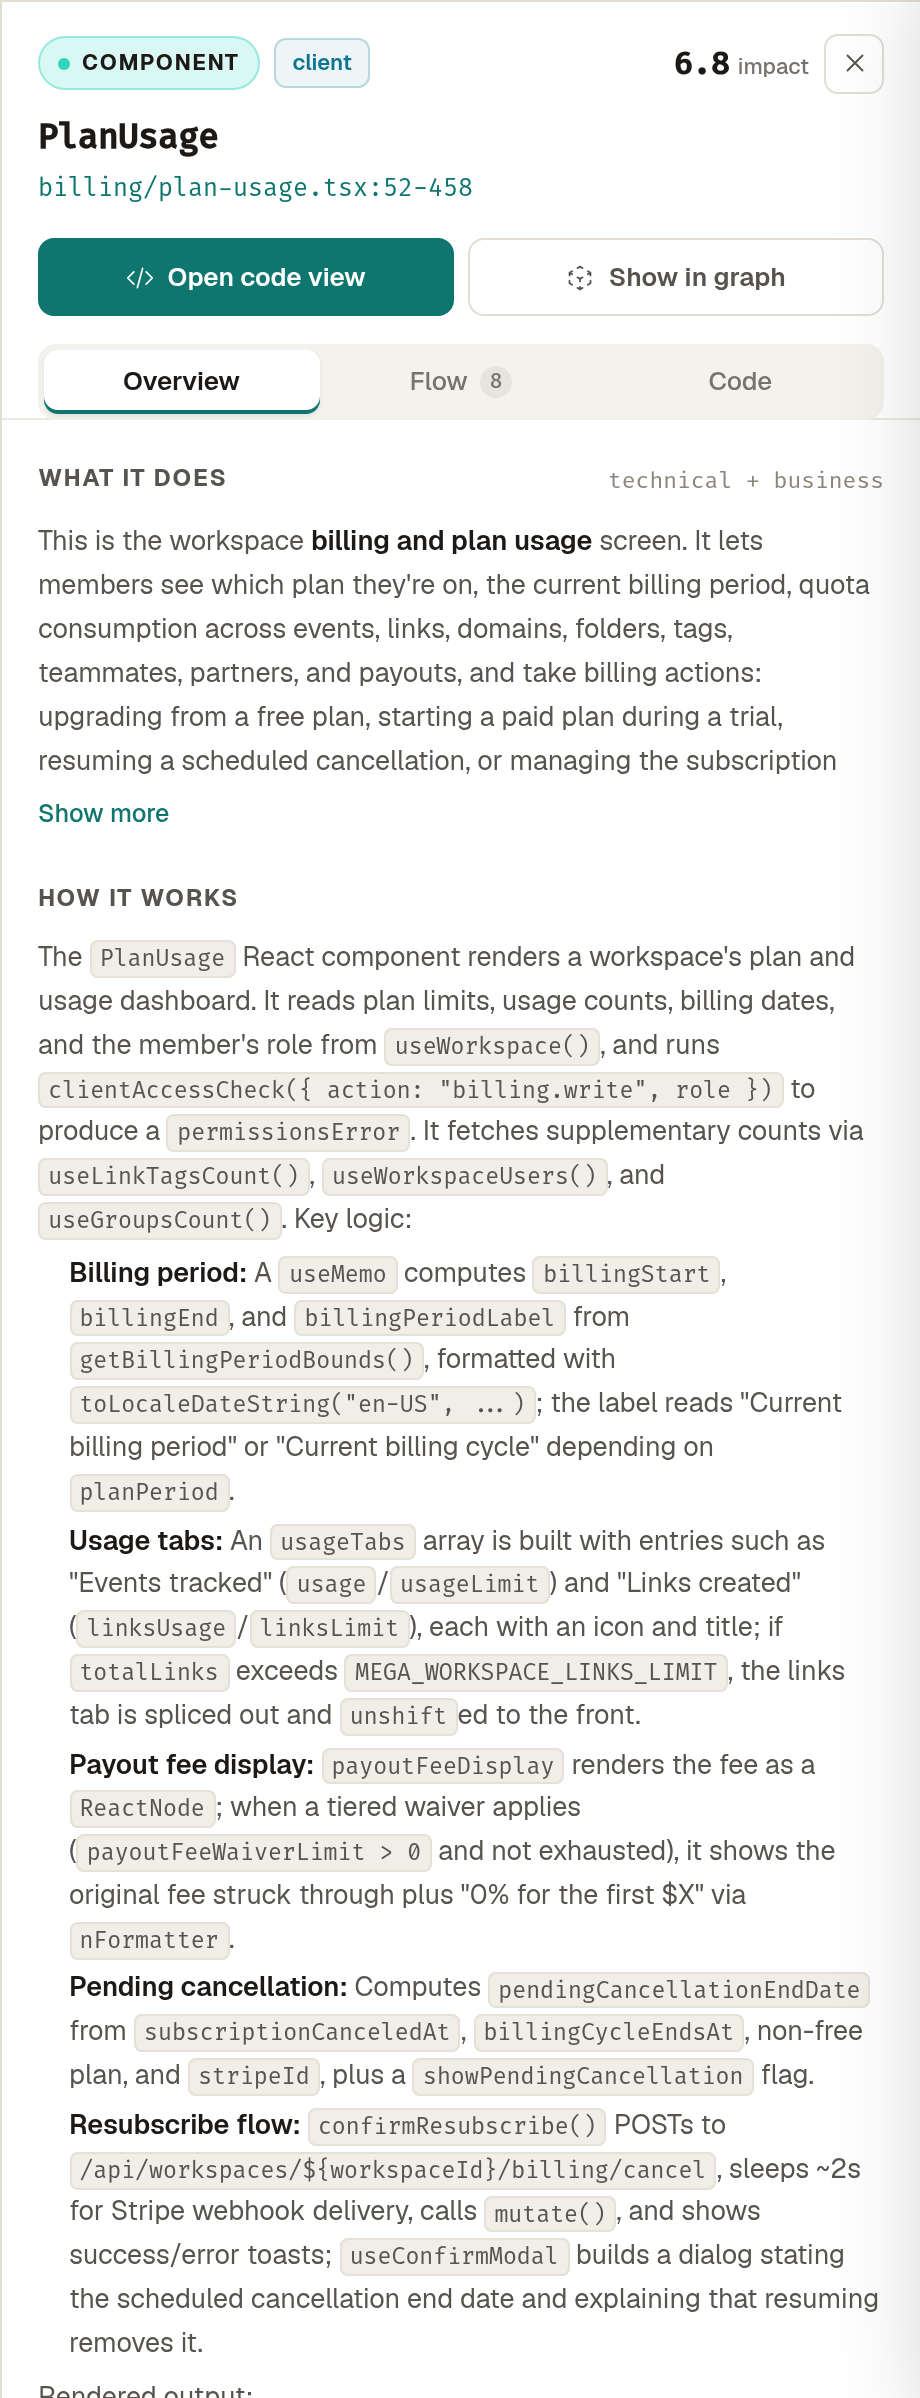 COMPONENT client 6.8 impact
PlanUsage
billing/plan-usage.tsx:52-458
</> Open code view Show in graph
Overview Flow 8 Code
WHAT IT DOES technical + business
This is the workspace billing and plan usage screen. It lets
members see which plan they're on, the current billing period, quota
consumption across events, links, domains, folders, tags,
teammates, partners, and payouts, and take billing actions:
upgrading from a free plan, starting a paid plan during a trial,
resuming a scheduled cancellation, or managing the subscription
Show more
HOW IT WORKS
The PlanUsage React component renders a workspace's plan and
usage dashboard. It reads plan limits, usage counts, billing dates,
and the member's role from useWorkspace(), and runs
clientAccessCheck({ action: "billing.write", role }) to
produce a permissionsError. It fetches supplementary counts via
useLinkTagsCount(), useWorkspaceUsers(), and
useGroupsCount(). Key logic:
Billing period: A useMemo computes billingStart,
billingEnd, and billingPeriodLabel from
getBillingPeriodBounds(), formatted with
toLocaleDateString("en-US", ...); the label reads "Current
billing period" or "Current billing cycle" depending on
planPeriod.
Usage tabs: An usageTabs array is built with entries such as
"Events tracked" (usage/usageLimit) and "Links created"
(linksUsage/linksLimit), each with an icon and title; if
totalLinks exceeds MEGA_WORKSPACE_LINKS_LIMIT, the links
tab is spliced out and unshifted to the front.
Payout fee display: payoutFeeDisplay renders the fee as a
ReactNode; when a tiered waiver applies
(payoutFeeWaiverLimit > 0 and not exhausted), it shows the
original fee struck through plus "0% for the first $X" via
nFormatter.
Pending cancellation: Computes pendingCancellationEndDate
from subscriptionCanceledAt, billingCycleEndsAt, non-free
plan, and stripeId, plus a showPendingCancellation flag.
Resubscribe flow: confirmResubscribe() POSTs to
/api/workspaces/${workspaceId}/billing/cancel, sleeps ~2s
for Stripe webhook delivery, calls mutate(), and shows
success/error toasts; useConfirmModal builds a dialog stating
the scheduled cancellation end date and explaining that resuming
removes it.
Rendered output: